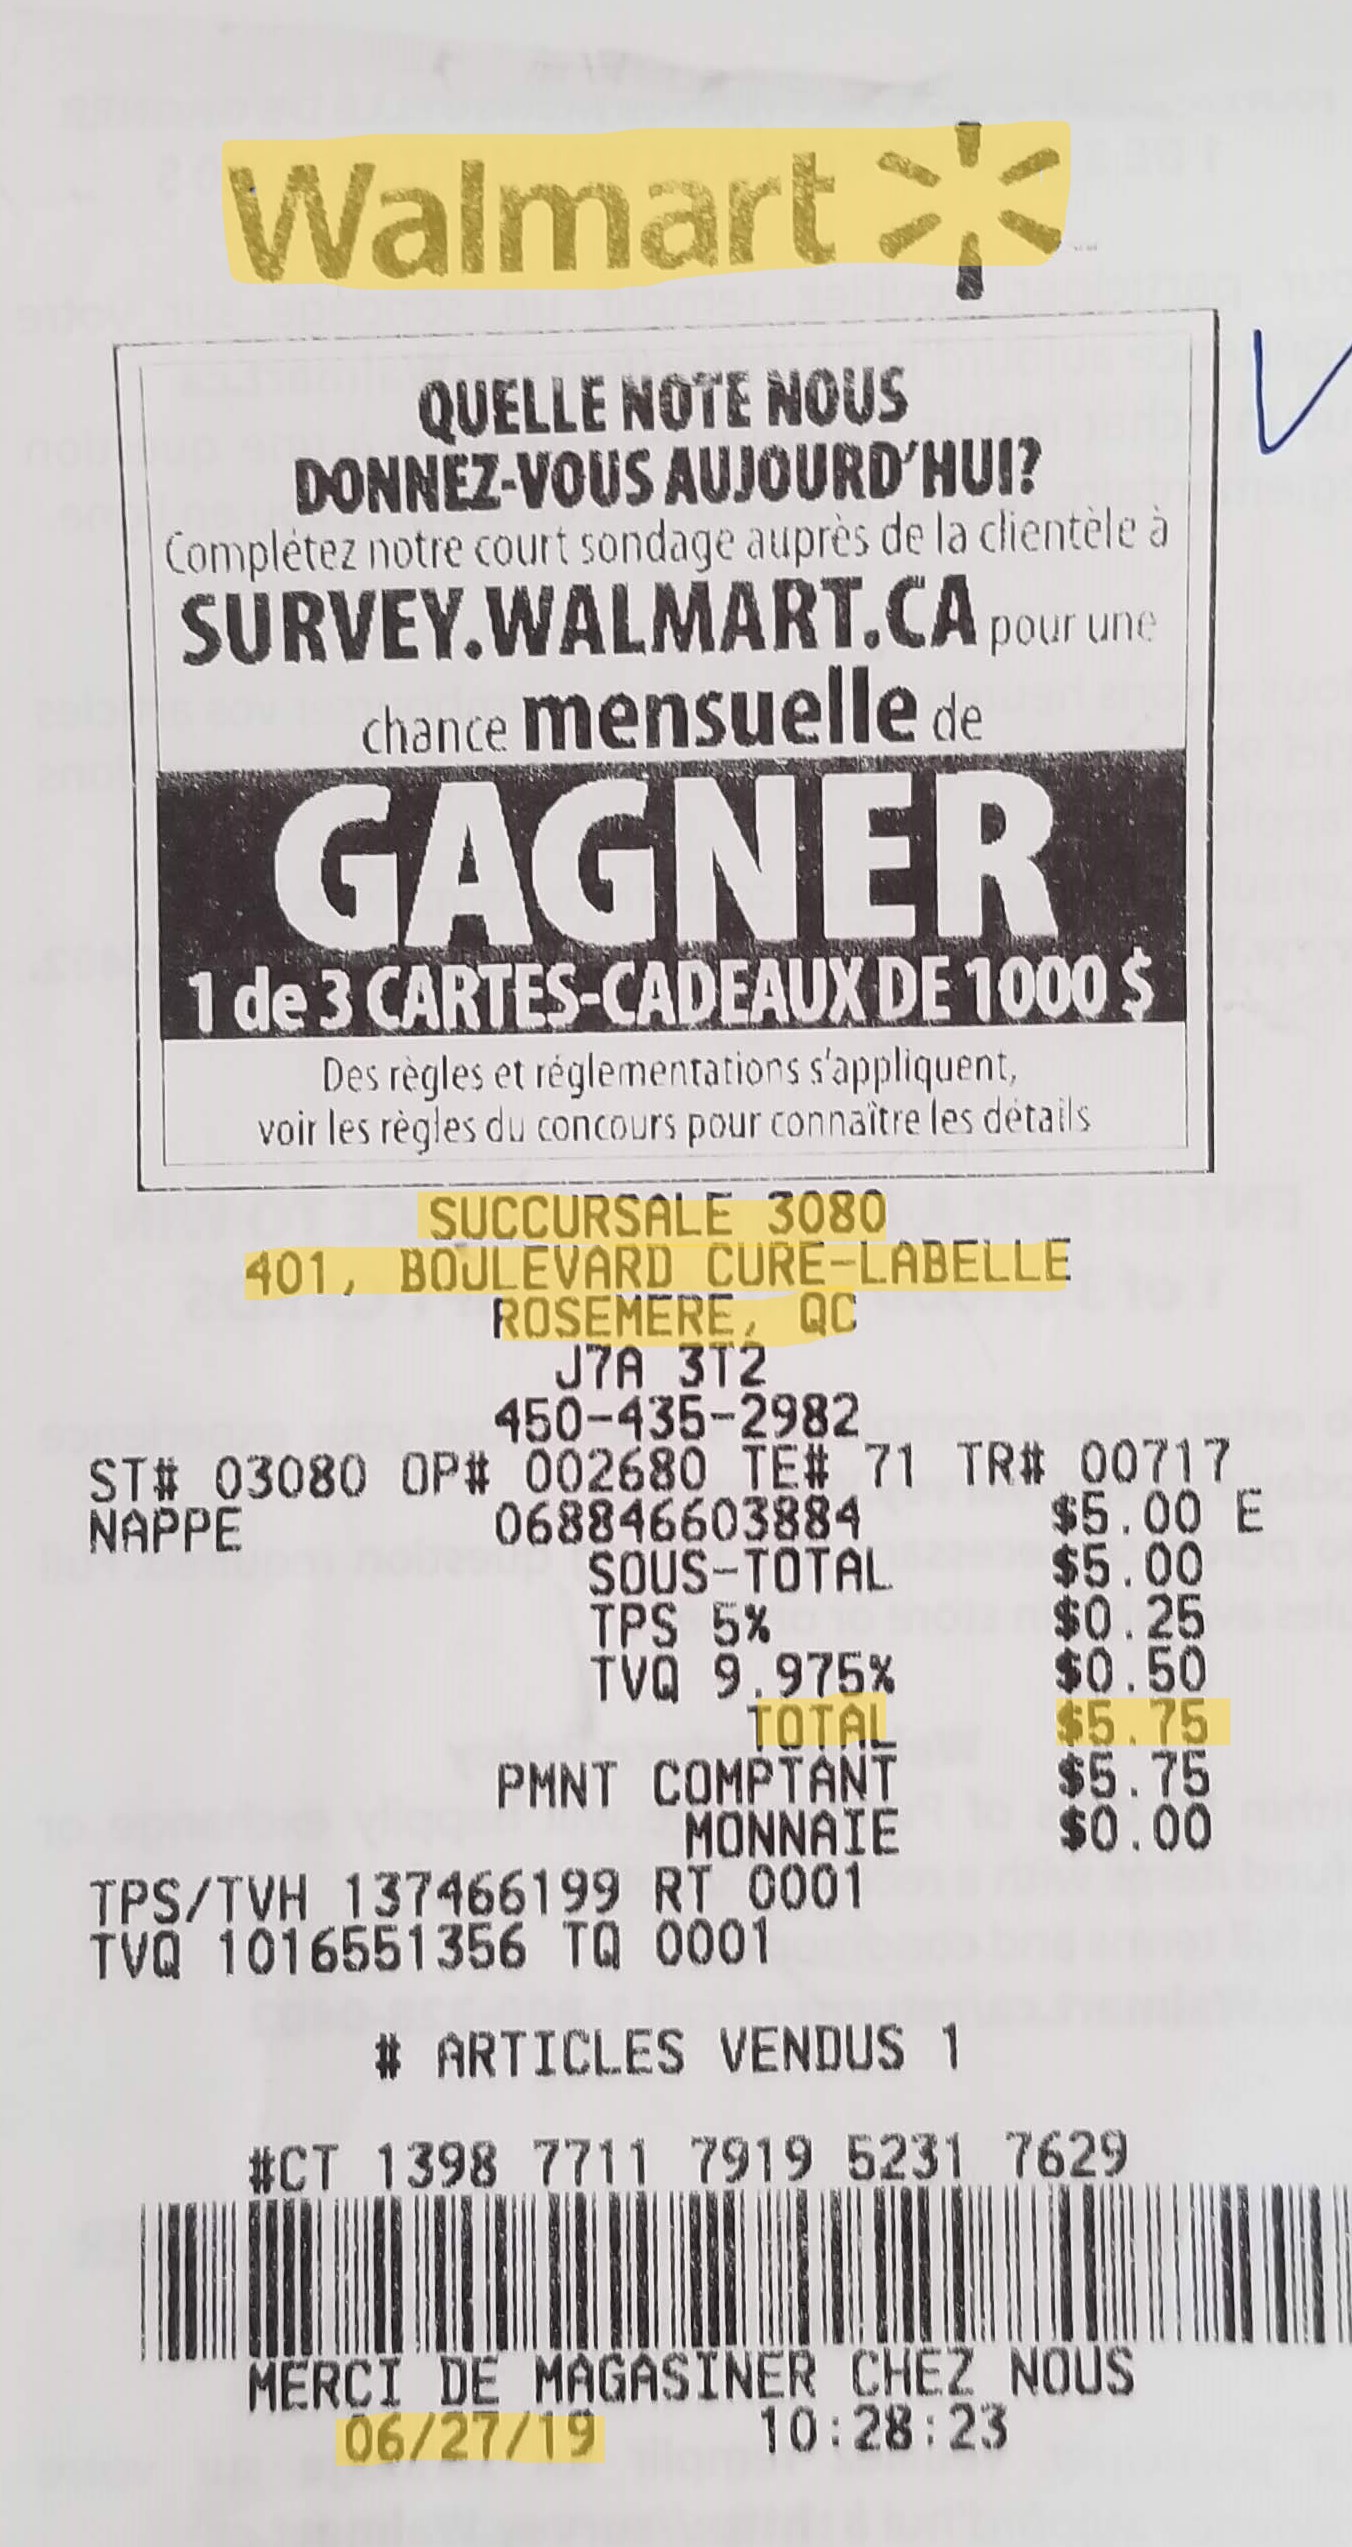 Walmart
QUELLE NOTE NOUS
DONNEZ-VOUS AUJOURD'HUI?
Complétez notre court sondage auprès de la clientèle à
SURVEY.WALMART.CA pour une
chance mensuelle de
GAGNER
1 de 3 CARTES-CADEAUX DE 1000 $
Des règles et réglementations s'appliquent,
voir les règles du concours pour connaître les détails
SUCCURSALE 3080
401, BOULEVARD CURE-LABELLE
ROSEMERE, QC
J7A 3T2
450-435-2982
ST# 03080 OP# 002680 TE# 71 TR# 00717
NAPPE 068846603884 $5.00 E
SOUS-TOTAL $5.00
TPS 5% $0.25
TVQ 9.975% $0.50
TOTAL $5.75
PMNT COMPTANT $5.75
MONNAIE $0.00
TPS/TVH 137466199 RT 0001
TVQ 1016551356 TQ 0001
# ARTICLES VENDUS 1
#CT 1398 7711 7919 5231 7629
MERCI DE MAGASINER CHEZ NOUS
06/27/19 10:28:23